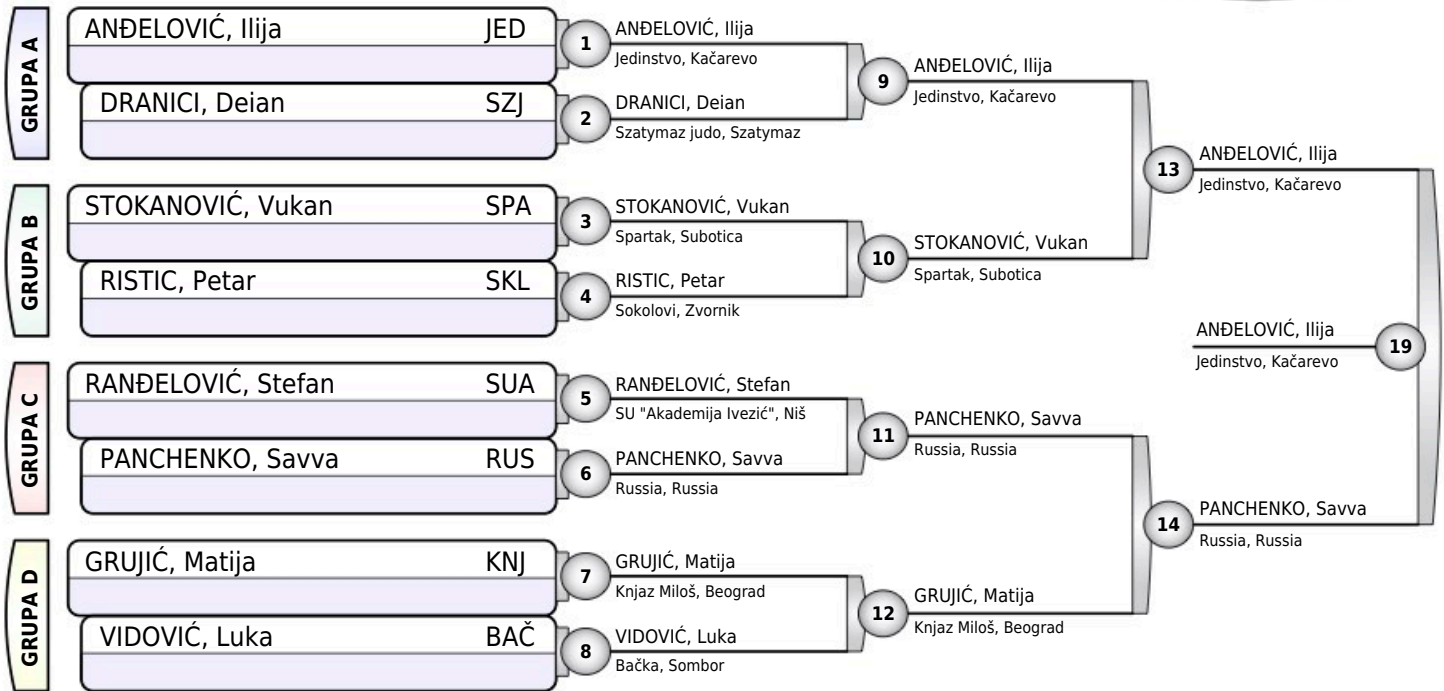 GRUPA A
ANĐELOVIĆ, Ilija JED
DRANICI, Deian SZJ
1
ANĐELOVIĆ, Ilija
Jedinstvo, Kačarevo
2
DRANICI, Deian
Szatymaz judo, Szatymaz
9
ANĐELOVIĆ, Ilija
Jedinstvo, Kačarevo
GRUPA B
STOKANOVIĆ, Vukan SPA
RISTIC, Petar SKL
3
STOKANOVIĆ, Vukan
Spartak, Subotica
4
RISTIC, Petar
Sokolovi, Zvornik
10
STOKANOVIĆ, Vukan
Spartak, Subotica
13
ANĐELOVIĆ, Ilija
Jedinstvo, Kačarevo
GRUPA C
RANĐELOVIĆ, Stefan SUA
PANCHENKO, Savva RUS
5
RANĐELOVIĆ, Stefan
SU "Akademija Ivezić", Niš
6
PANCHENKO, Savva
Russia, Russia
11
PANCHENKO, Savva
Russia, Russia
GRUPA D
GRUJIĆ, Matija KNJ
VIDOVIĆ, Luka BAČ
7
GRUJIĆ, Matija
Knjaz Miloš, Beograd
8
VIDOVIĆ, Luka
Bačka, Sombor
12
GRUJIĆ, Matija
Knjaz Miloš, Beograd
14
PANCHENKO, Savva
Russia, Russia
ANĐELOVIĆ, Ilija
Jedinstvo, Kačarevo
19